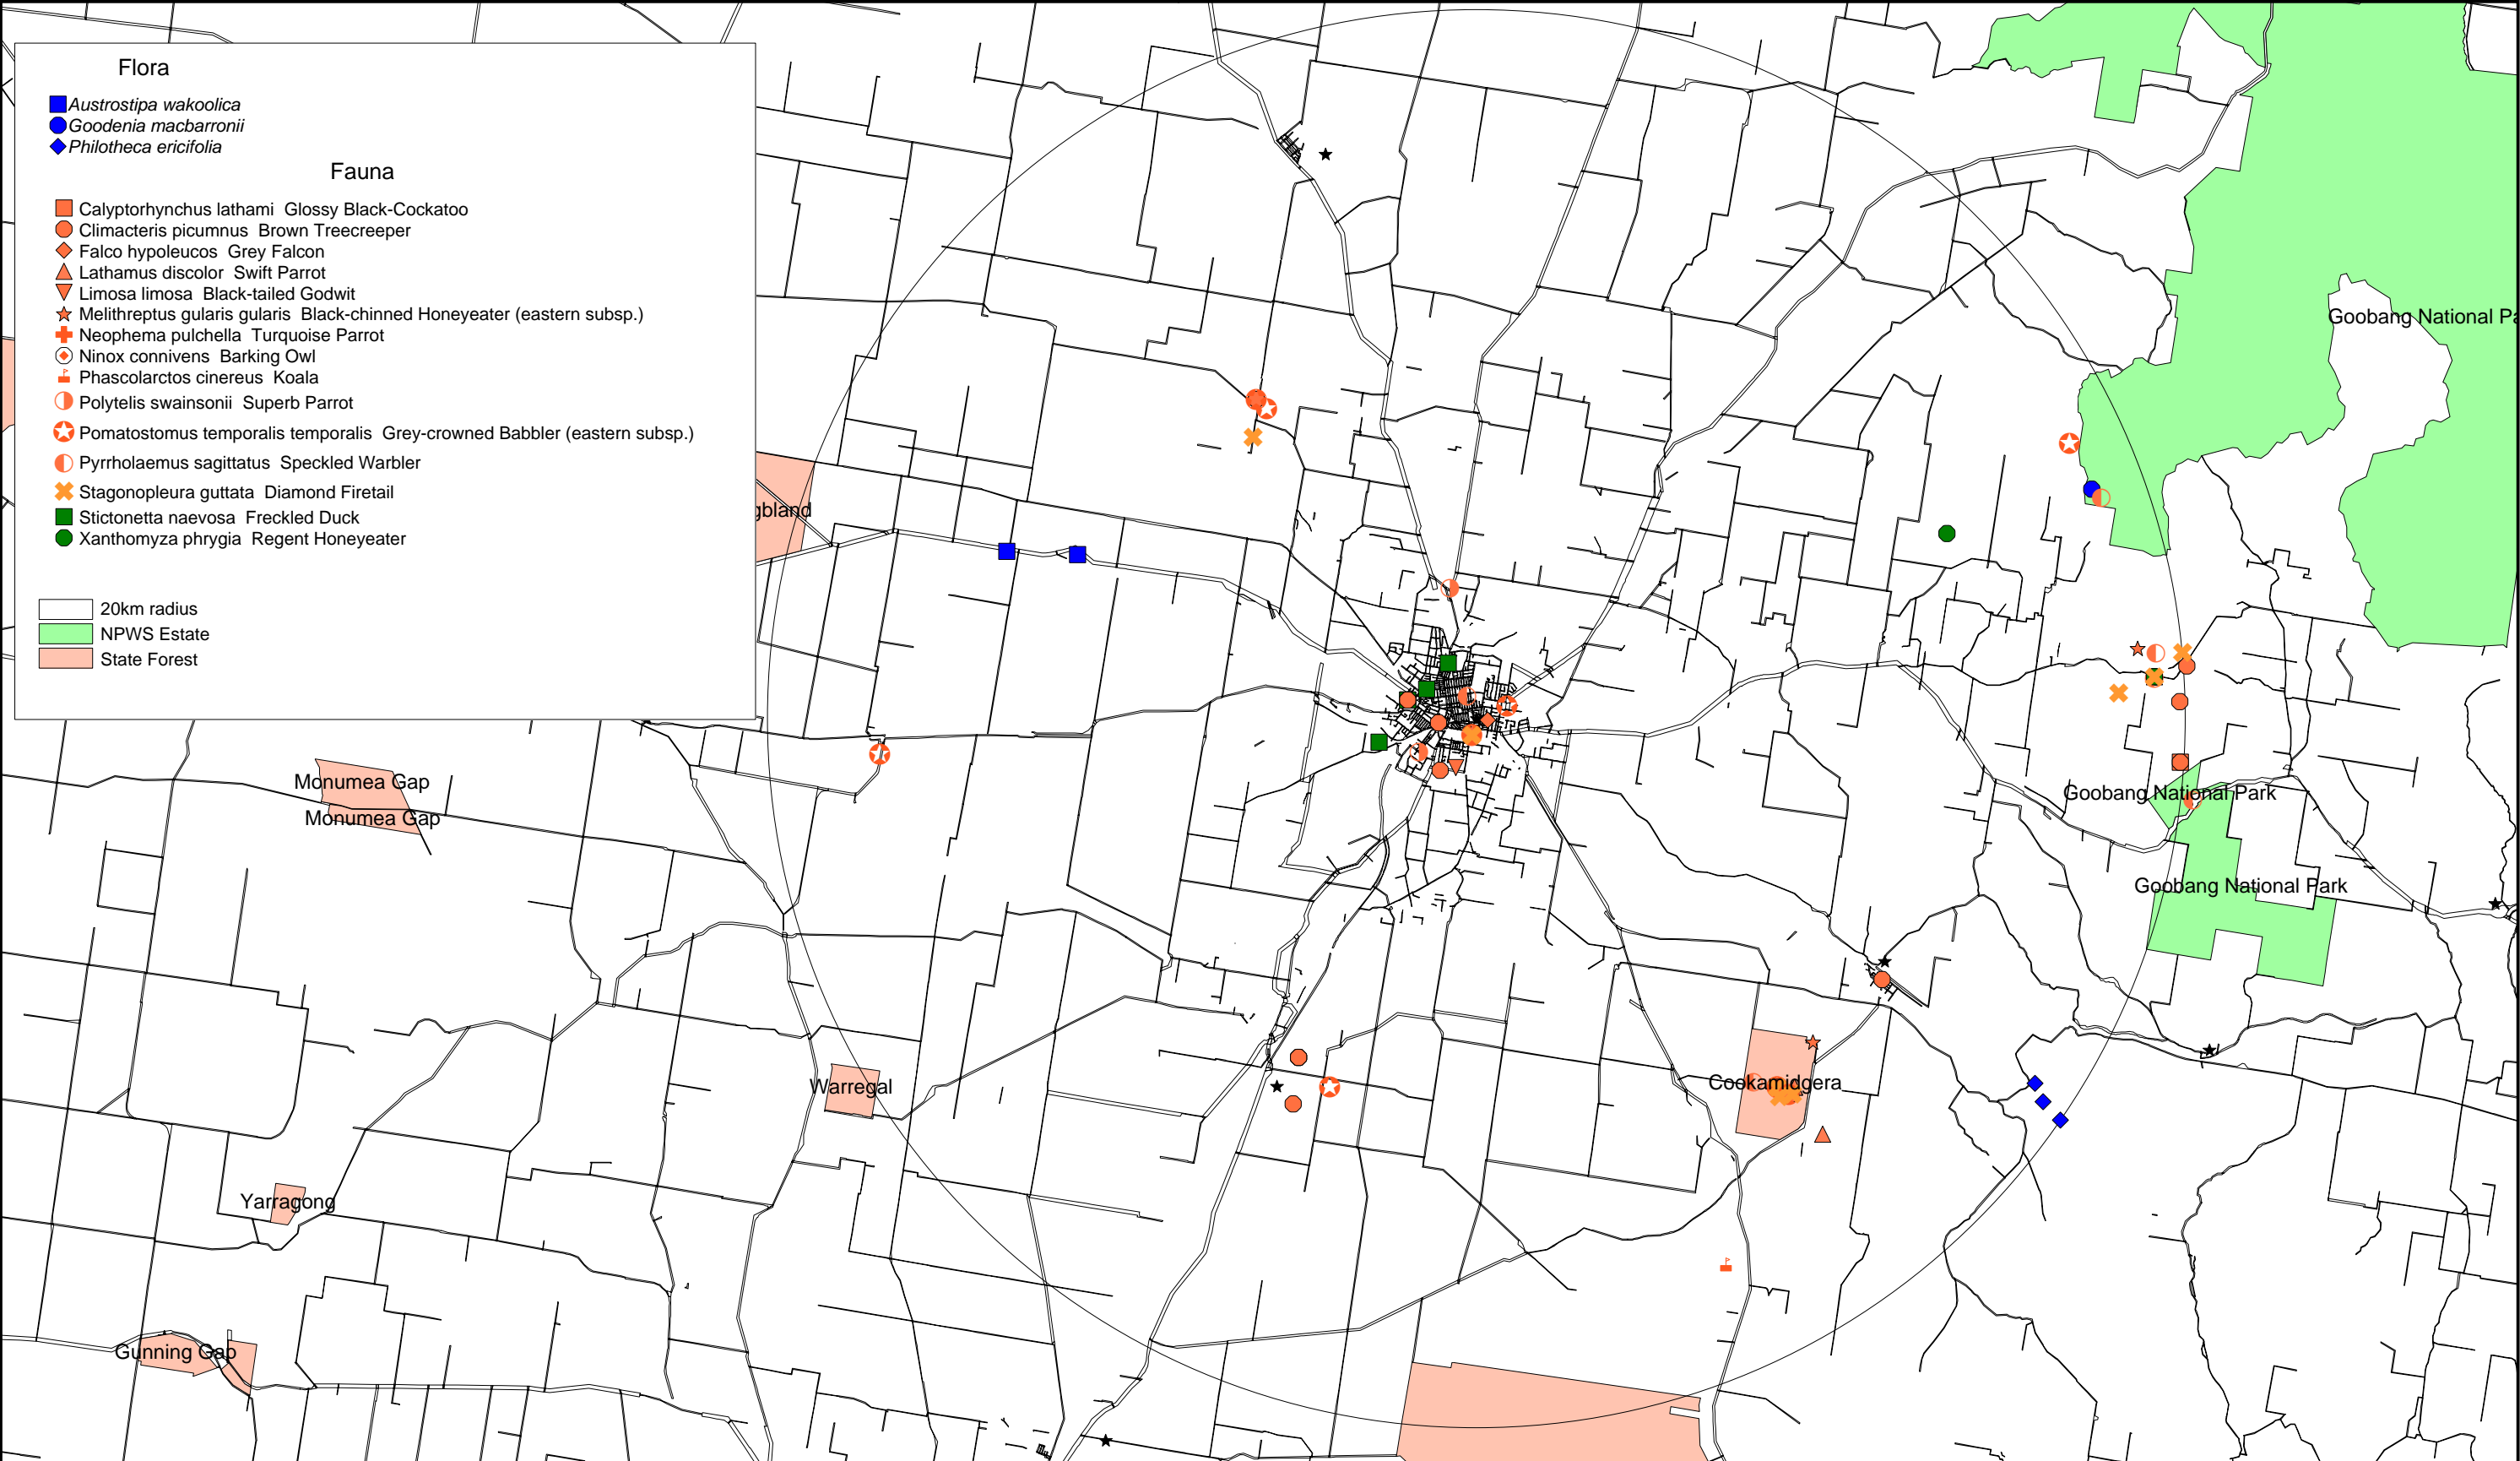 Flora
Austrostipa wakoolica
Goodenia macbarronii
Philotheca ericifolia
Fauna
Calyptorhynchus lathami Glossy Black-Cockatoo
Climacteris picumnus Brown Treecreeper
Falco hypoleucos Grey Falcon
Lathamus discolor Swift Parrot
Limosa limosa Black-tailed Godwit
Melithreptus gularis gularis Black-chinned Honeyeater (eastern subsp.)
Neophema pulchella Turquoise Parrot
Ninox connivens Barking Owl
Phascolarctos cinereus Koala
Polytelis swainsonii Superb Parrot
Pomatostomus temporalis temporalis Grey-crowned Babbler (eastern subsp.)
Pyrrholaemus sagittatus Speckled Warbler
Stagonopleura guttata Diamond Firetail
Stictonetta naevosa Freckled Duck
Xanthomyza phrygia Regent Honeyeater
20km radius
NPWS Estate
State Forest
Goobang National Pa
gbland
Monumea Gap
Monumea Gap
Goobang National Park
Goobang National Park
Warregal
Cookamidgera
Yarragong
Gunning Gap